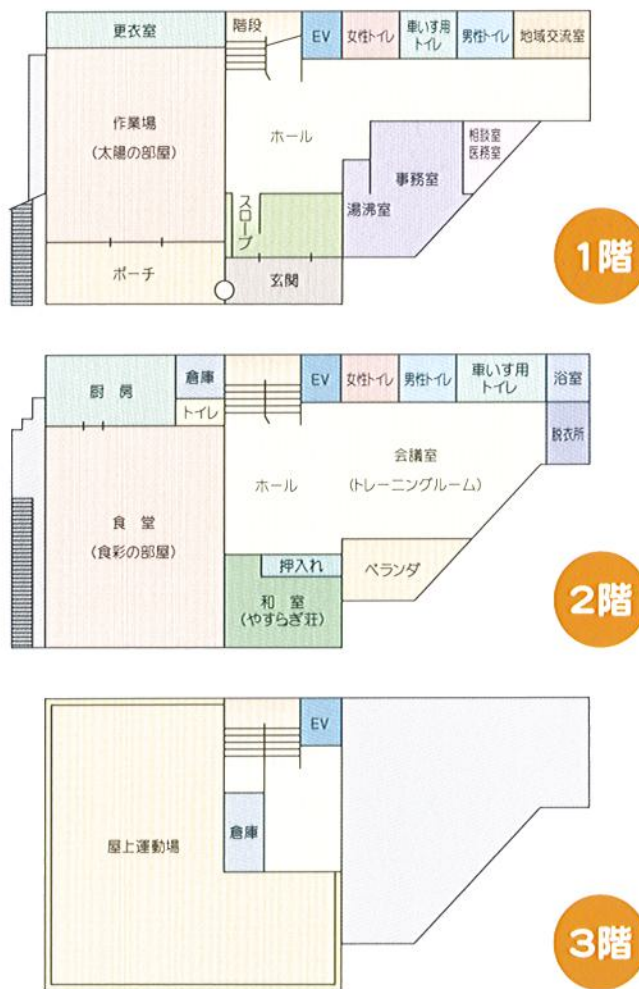 更衣室
階段
EV
女性トイレ
車いす用
トイレ
男性トイレ
地域交流室
作業場
(太陽の部屋)
ホール
相談室
医務室
事務室
湯沸室
スロープ
ポーチ
玄関
1階
厨房
倉庫
トイレ
EV
女性トイレ
男性トイレ
車いす用
トイレ
浴室
脱衣所
会議室
(トレーニングルーム)
ホール
食堂
(食彩の部屋)
押入れ
和室
(やすらぎ荘)
ベランダ
2階
EV
倉庫
屋上運動場
3階